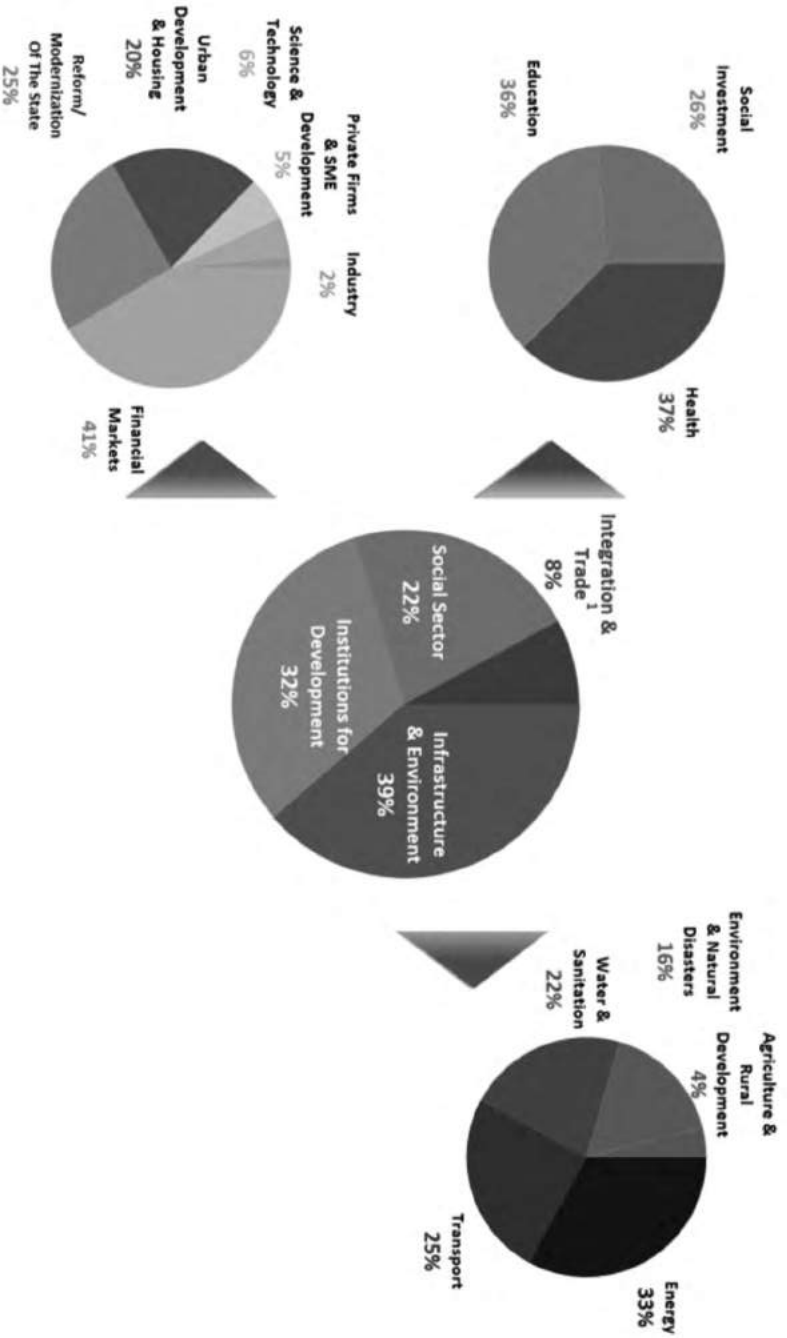 Social
Investment
26%
Health
37%
Education
36%
Private Firms
& SME
Development
5%
Industry
2%
Science &
Technology
6%
Urban
Development
& Housing
20%
Reform/
Modernization
Of The State
25%
Financial
Markets
41%
Integration &
Trade 1
8%
Social Sector
22%
Infrastructure
& Environment
39%
Institutions for
Development
32%
Agriculture &
Rural
Development
4%
Environment
& Natural
Disasters
16%
Energy
33%
Water &
Sanitation
22%
Transport
25%